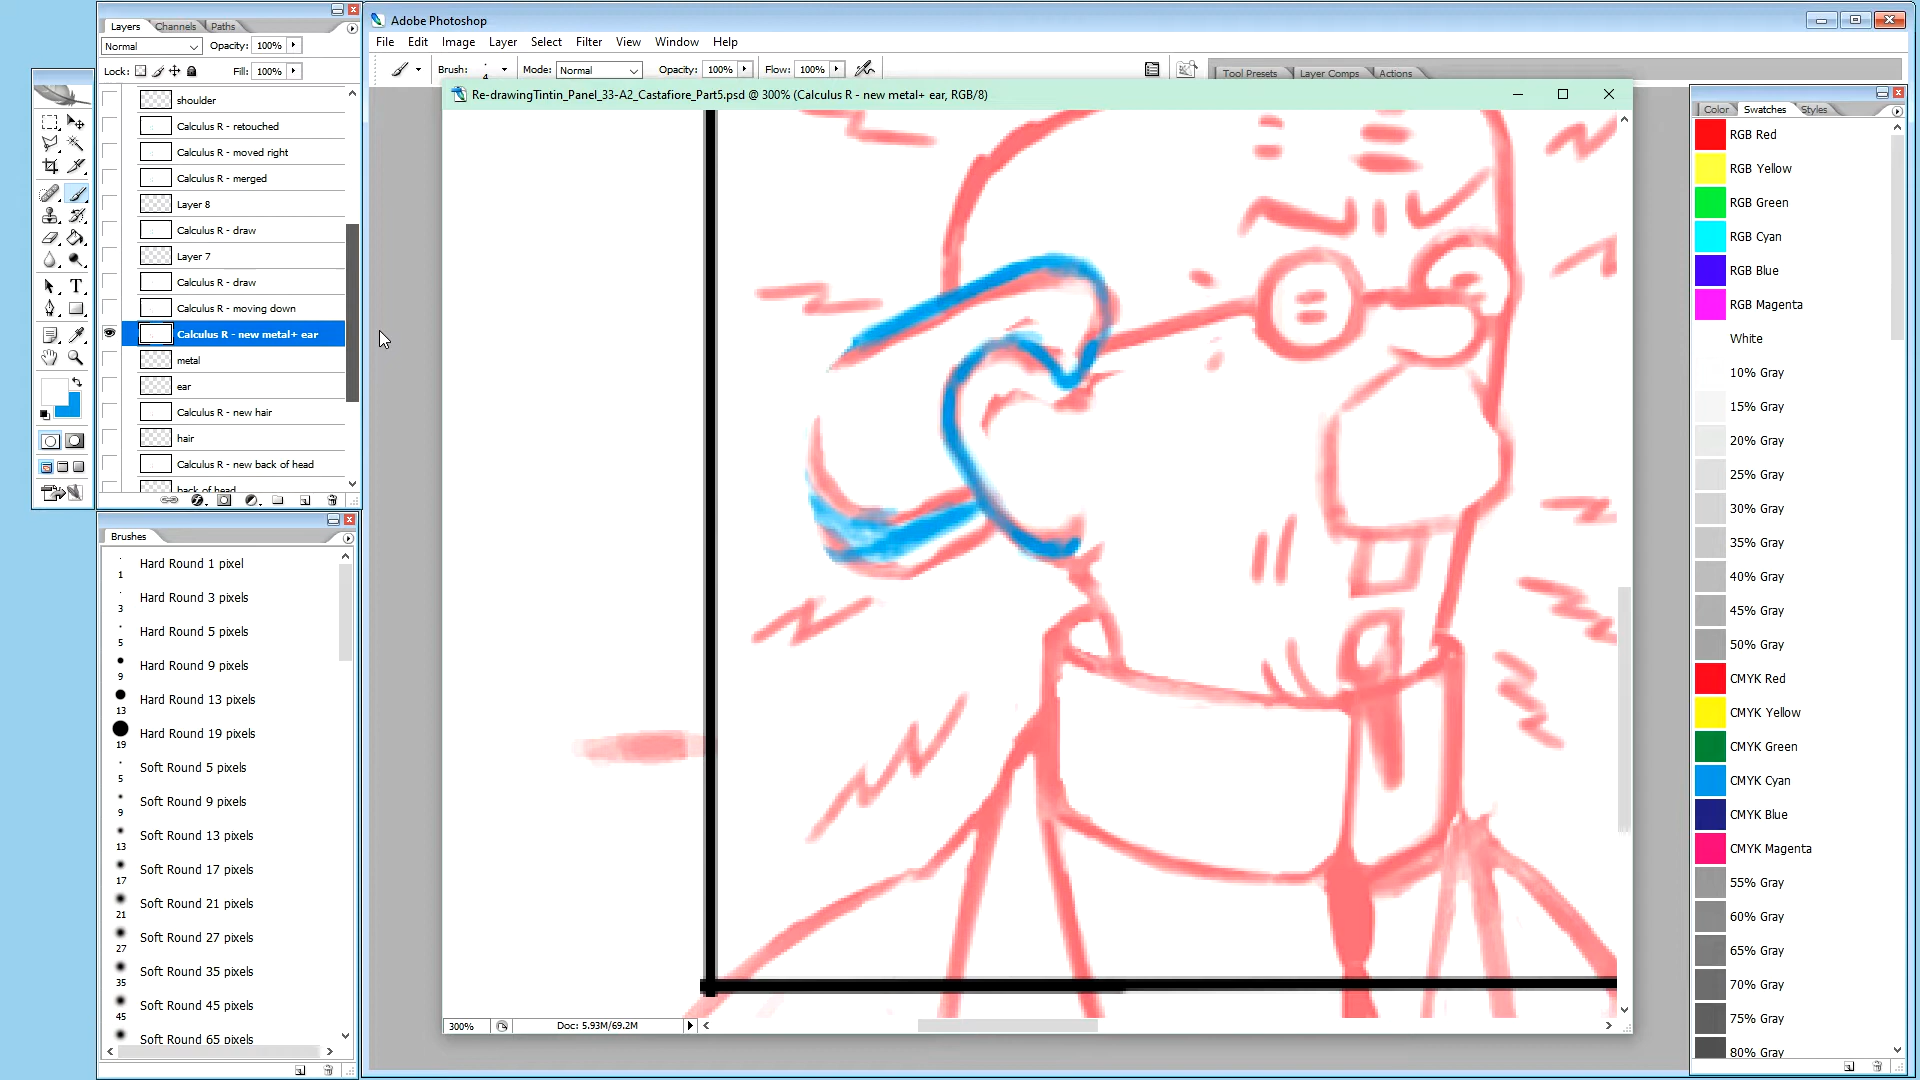 Layers Channels Paths
Normal Opacity: 100%
Lock: Fill: 100%
shoulder
Calculus R - retouched
Calculus R - moved right
Calculus R - merged
Layer 8
Calculus R - draw
Layer 7
Calculus R - draw
Calculus R - moving down
Calculus R - new metal+ ear
metal
ear
Calculus R - new hair
hair
Calculus R - new back of head
back of head
Brushes
1 Hard Round 1 pixel
3 Hard Round 3 pixels
5 Hard Round 5 pixels
9 Hard Round 9 pixels
13 Hard Round 13 pixels
19 Hard Round 19 pixels
5 Soft Round 5 pixels
9 Soft Round 9 pixels
13 Soft Round 13 pixels
17 Soft Round 17 pixels
21 Soft Round 21 pixels
27 Soft Round 27 pixels
35 Soft Round 35 pixels
45 Soft Round 45 pixels
Soft Round 65 pixels
Adobe Photoshop
File Edit Image Layer Select Filter View Window Help
Brush: 4 Mode: Normal Opacity: 100% Flow: 100%
Tool Presets Layer Comps Actions
Re-drawingTintin_Panel_33-A2_Castafiore_Part5.psd @ 300% (Calculus R - new metal+ ear, RGB/8)
300% Doc: 5.93M/69.2M
Color Swatches Styles
RGB Red
RGB Yellow
RGB Green
RGB Cyan
RGB Blue
RGB Magenta
White
10% Gray
15% Gray
20% Gray
25% Gray
30% Gray
35% Gray
40% Gray
45% Gray
50% Gray
CMYK Red
CMYK Yellow
CMYK Green
CMYK Cyan
CMYK Blue
CMYK Magenta
55% Gray
60% Gray
65% Gray
70% Gray
75% Gray
80% Gray